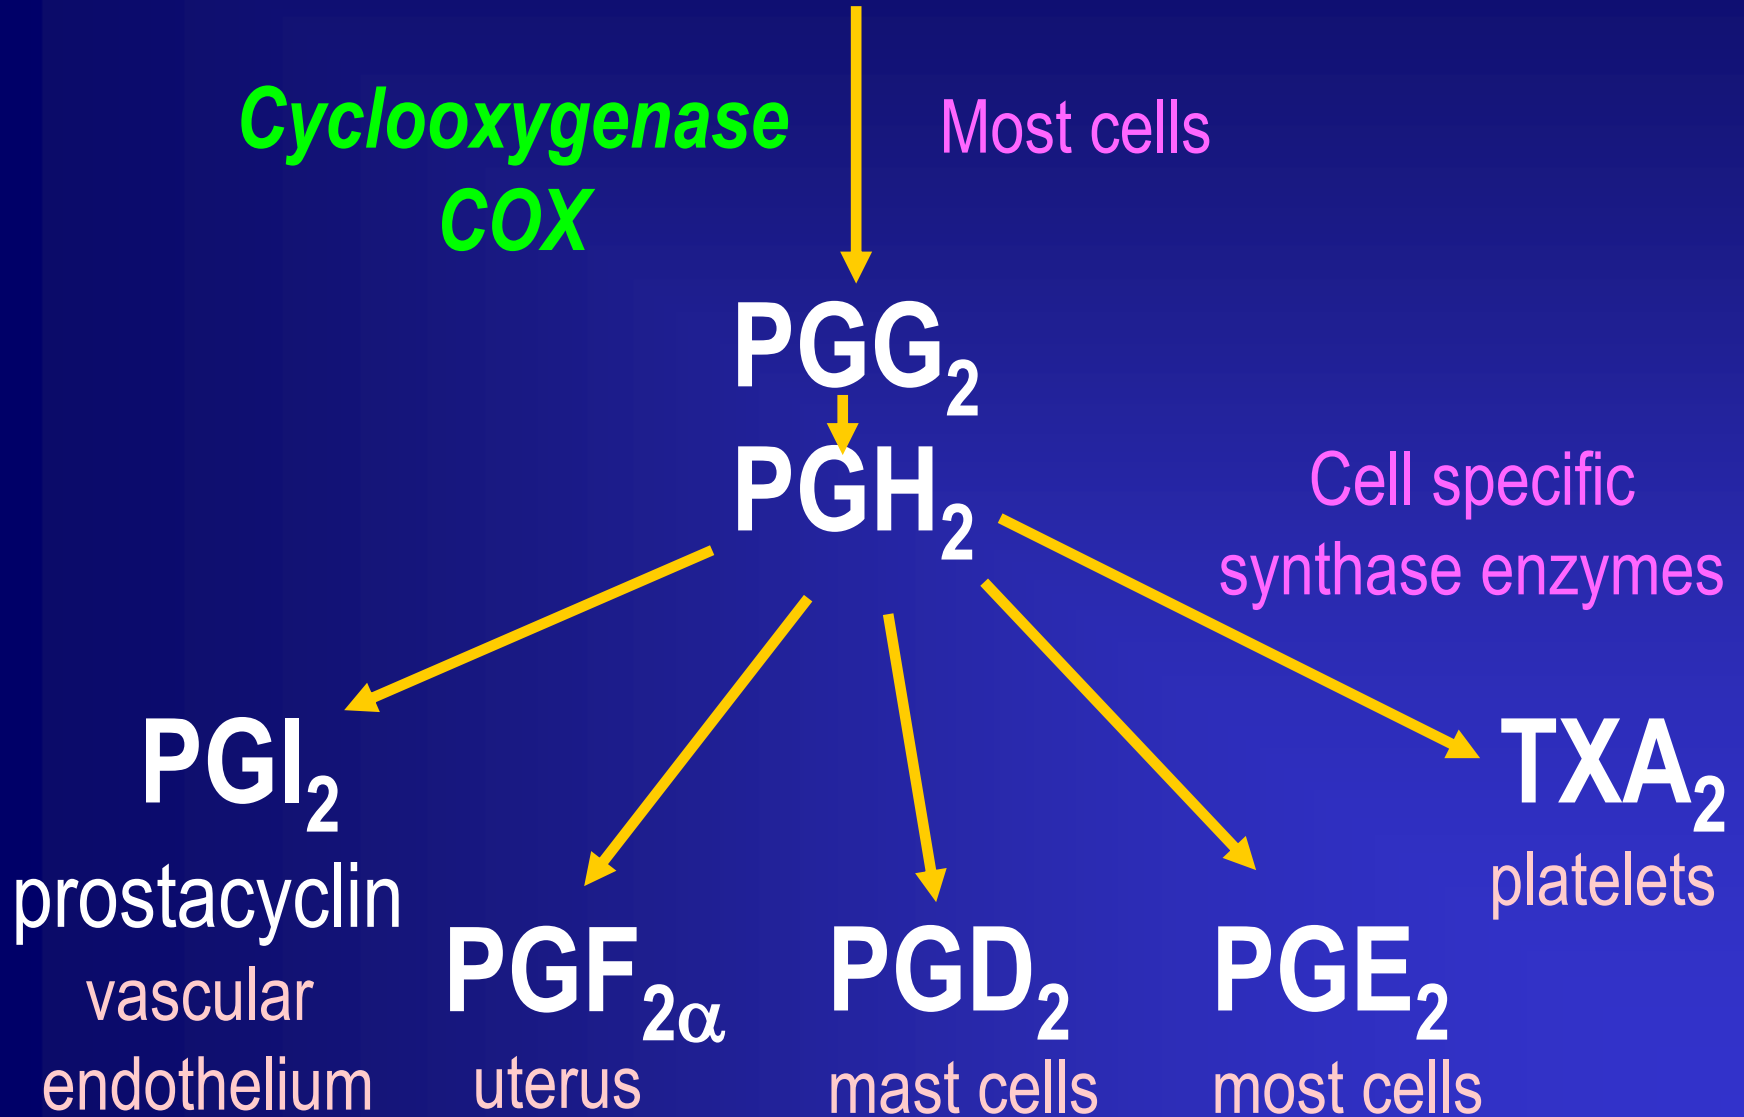 Cyclooxygenase
COX
Most cells
PGG₂
PGH₂
Cell specific
synthase enzymes
PGI₂
prostacyclin
vascular
endothelium
PGF₂α
uterus
PGD₂
mast cells
PGE₂
most cells
TXA₂
platelets